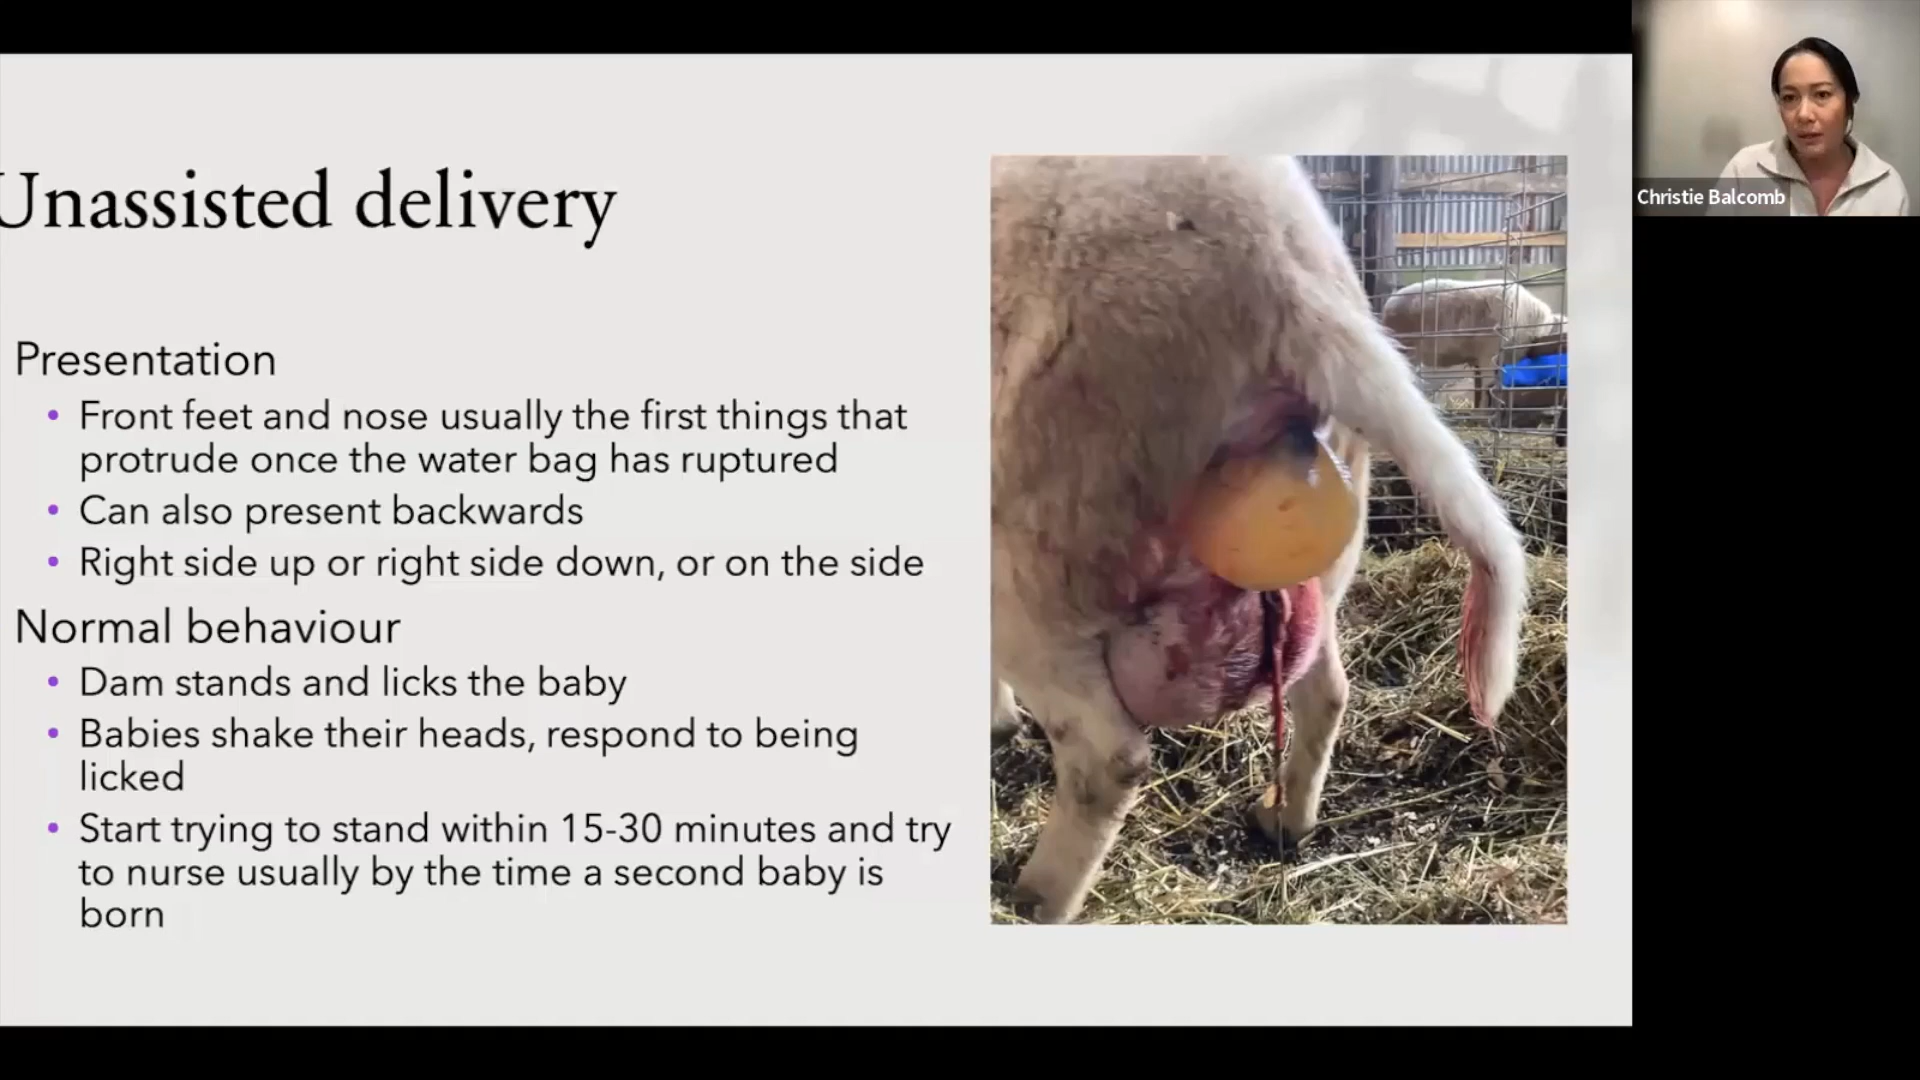 Unassisted delivery
Presentation
• Front feet and nose usually the first things that
protrude once the water bag has ruptured
• Can also present backwards
• Right side up or right side down, or on the side
Normal behaviour
• Dam stands and licks the baby
• Babies shake their heads, respond to being
licked
• Start trying to stand within 15-30 minutes and try
to nurse usually by the time a second baby is
born
Christie Balcomb